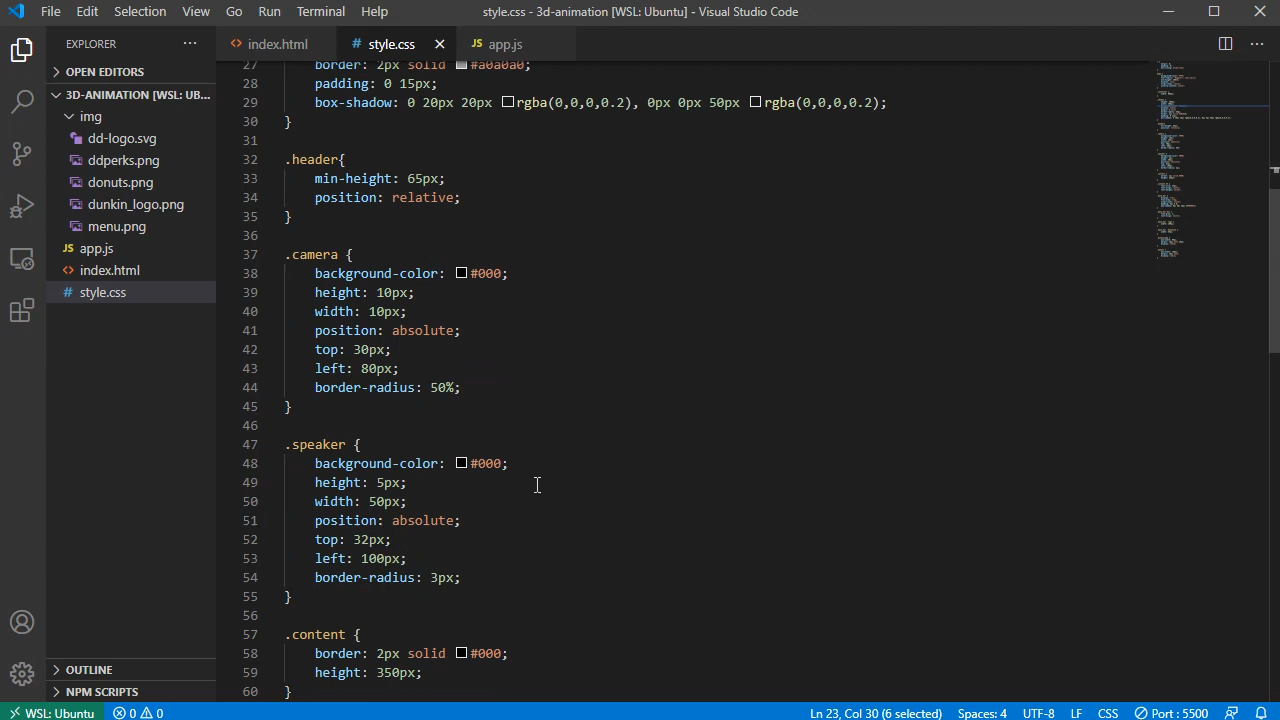 File Edit Selection View Go Run Terminal Help
style.css - 3d-animation [WSL: Ubuntu] - Visual Studio Code
EXPLORER
index.html
# style.css
JS app.js
OPEN EDITORS
3D-ANIMATION [WSL: UB...
img
dd-logo.svg
ddperks.png
donuts.png
dunkin_logo.png
menu.png
JS app.js
index.html
# style.css
OUTLINE
NPM SCRIPTS
27 border: 2px solid #a0a0a0;
28 padding: 0 15px;
29 box-shadow: 0 20px 20px rgba(0,0,0,0.2), 0px 0px 50px rgba(0,0,0,0.2);
30 }
31
32 .header{
33 min-height: 65px;
34 position: relative;
35 }
36
37 .camera {
38 background-color: #000;
39 height: 10px;
40 width: 10px;
41 position: absolute;
42 top: 30px;
43 left: 80px;
44 border-radius: 50%;
45 }
46
47 .speaker {
48 background-color: #000;
49 height: 5px;
50 width: 50px;
51 position: absolute;
52 top: 32px;
53 left: 100px;
54 border-radius: 3px;
55 }
56
57 .content {
58 border: 2px solid #000;
59 height: 350px;
60 }
WSL: Ubuntu 0 0 Ln 23, Col 30 (6 selected) Spaces: 4 UTF-8 LF CSS Port : 5500